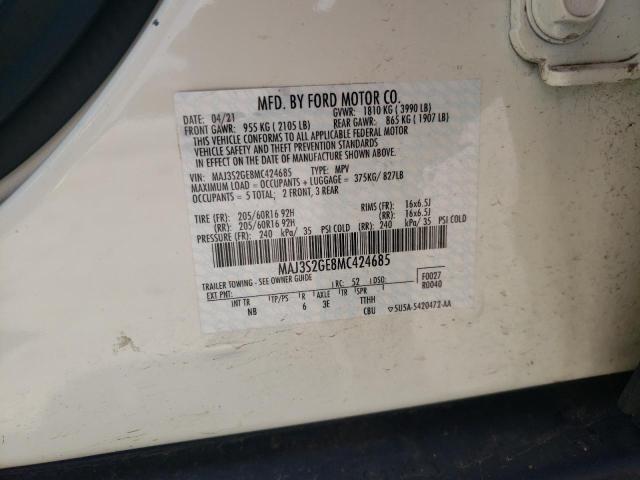 MFD. BY FORD MOTOR CO.
DATE: 04/21 GVWR: 1810 KG ( 3990 LB)
FRONT GAWR: 955 KG ( 2105 LB) REAR GAWR: 865 KG ( 1907 LB)
THIS VEHICLE CONFORMS TO ALL APPLICABLE FEDERAL MOTOR
VEHICLE SAFETY AND THEFT PREVENTION STANDARDS
IN EFFECT ON THE DATE OF MANUFACTURE SHOWN ABOVE.
VIN: MAJ3S2GE8MC424685 TYPE: MPV
MAXIMUM LOAD = OCCUPANTS + LUGGAGE = 375KG/ 827LB
OCCUPANTS = 5 TOTAL; 2 FRONT, 3 REAR
TIRE (FR): 205/60R16 92H RIMS (FR): 16x6.5J
(RR): 205/60R16 92H (RR): 16x6.5J
PRESSURE (FR): 240 kPa/ 35 PSI COLD (RR): 240 kPa/ 35 PSI COLD
MAJ3S2GE8MC424685
TRAILER TOWING - SEE OWNER GUIDE
F0027
EXT PNT: RC: 52 DSO: R0040
INT TR TP/PS R AXLE TR SPR TTHH
NB 6 3E CBU 5U5A-5420472-AA